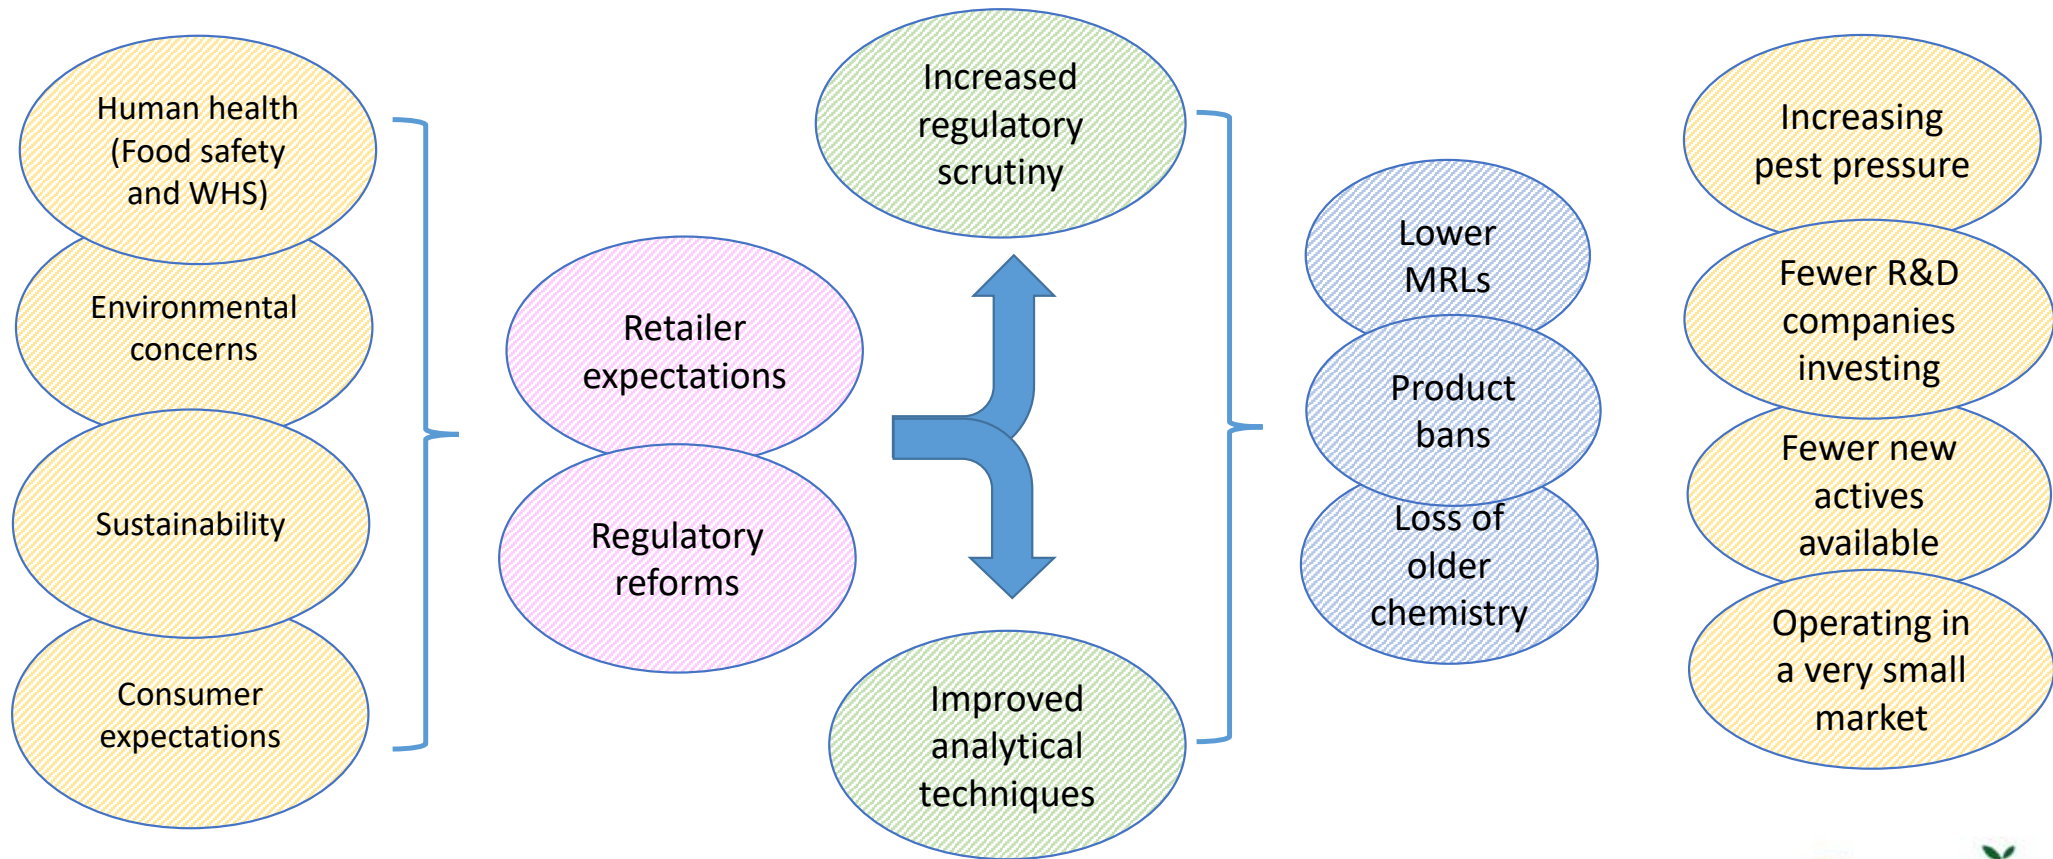 Human health
(Food safety
and WHS)
Environmental
concerns
Sustainability
Consumer
expectations
Retailer
expectations
Regulatory
reforms
Increased
regulatory
scrutiny
Improved
analytical
techniques
Lower
MRLs
Product
bans
Loss of
older
chemistry
Increasing
pest pressure
Fewer R&D
companies
investing
Fewer new
actives
available
Operating in
a very small
market